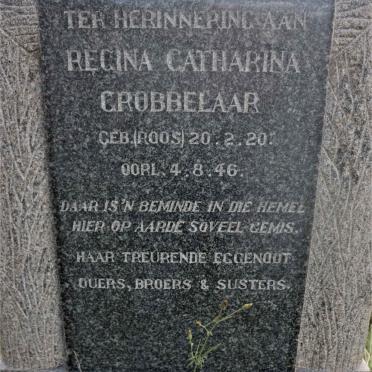 TER HERINNERING AAN
REGINA CATHARINA
GROBBELAAR
GEB.(ROOS) 20.2.20.
OORL. 4.8.46.
DAAR IS 'N BEMINDE IN DIE HEMEL
HIER OP AARDE SOVEEL GEMIS.
HAAR TREURENDE EGGENOOT
OUERS, BROERS & SUSTERS.